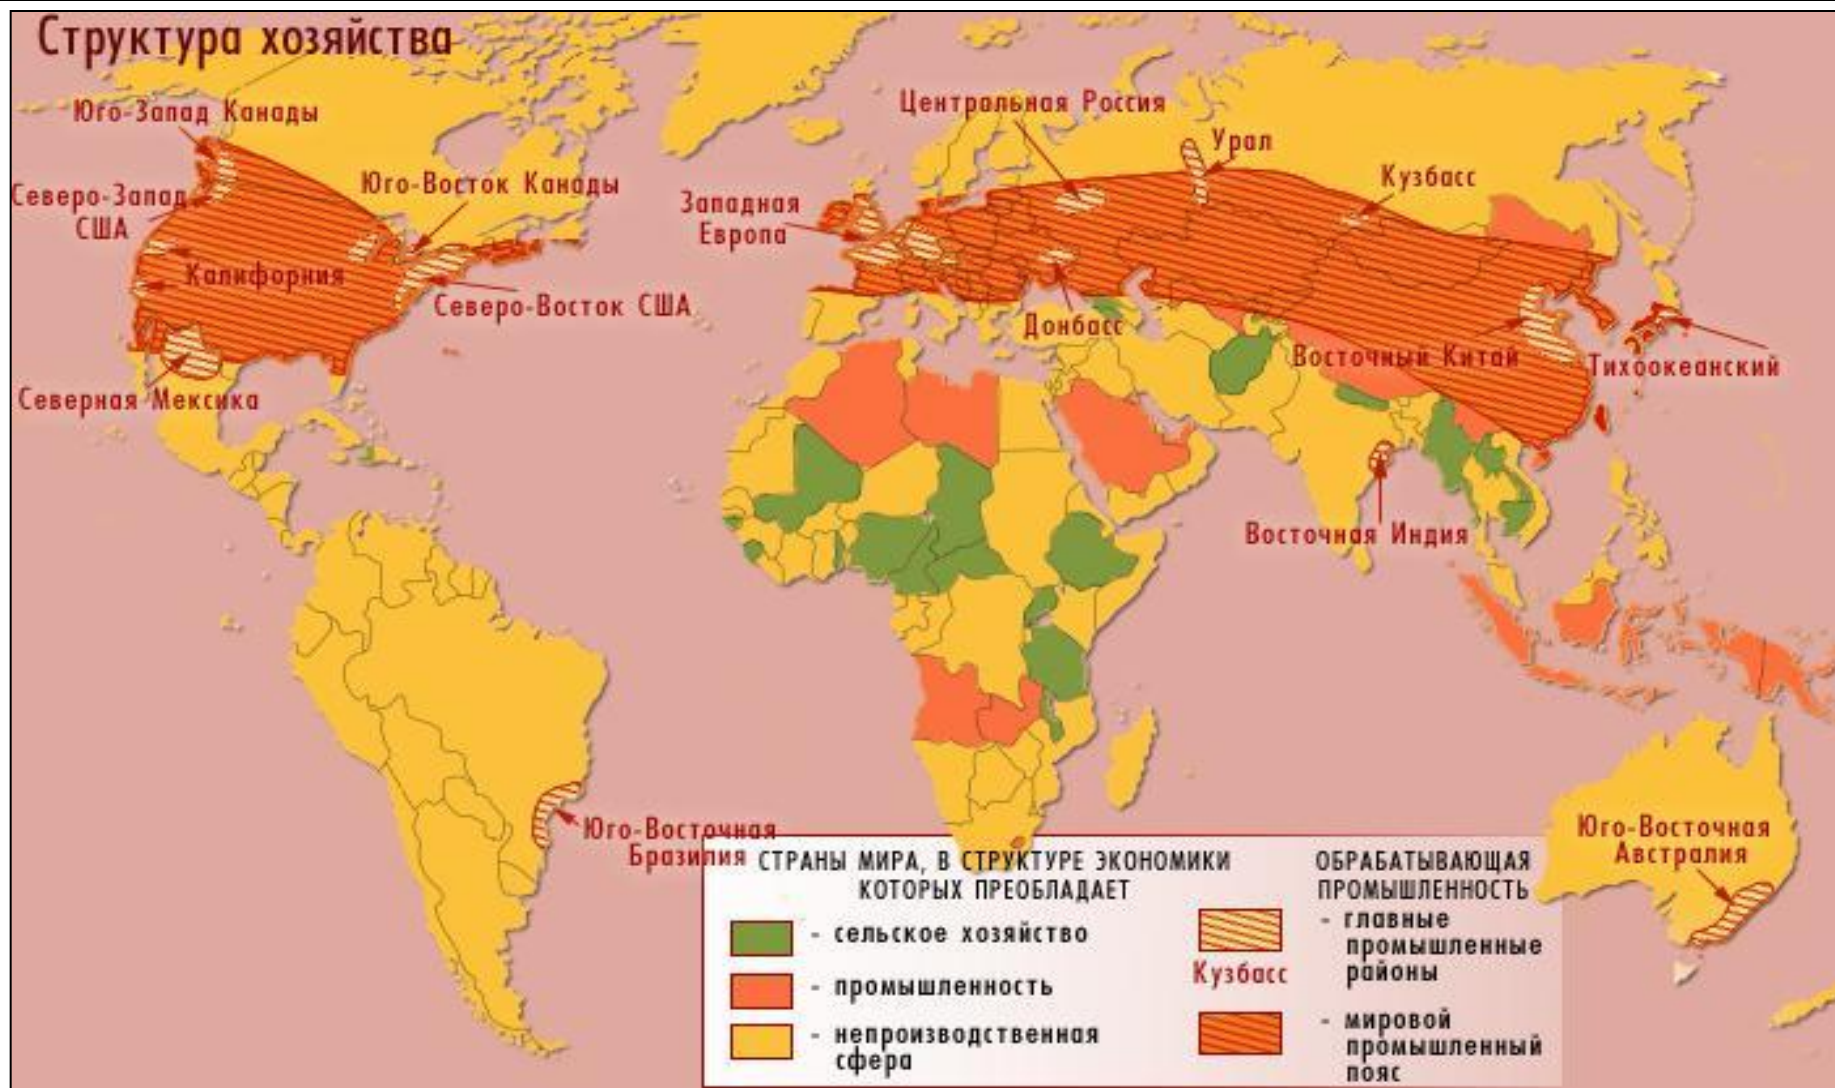 Структура хозяйства
Юго-Запад Канады
Северо-Запад
США
Юго-Восток Канады
Калифорния
Северо-Восток США
Северная Мексика
Центральная Россия
Урал
Кузбасс
Западная
Европа
Донбасс
Восточный Китай
Тихоокеанский
Восточная Индия
Юго-Восточная
Бразилия
Юго-Восточная
Австралия
СТРАНЫ МИРА, В СТРУКТУРЕ ЭКОНОМИКИ
КОТОРЫХ ПРЕОБЛАДАЕТ
- сельское хозяйство
- промышленность
- непроизводственная
сфера
ОБРАБАТЫВАЮЩАЯ
ПРОМЫШЛЕННОСТЬ
- главные
промышленные
районы
Кузбасс
- мировой
промышленный
пояс